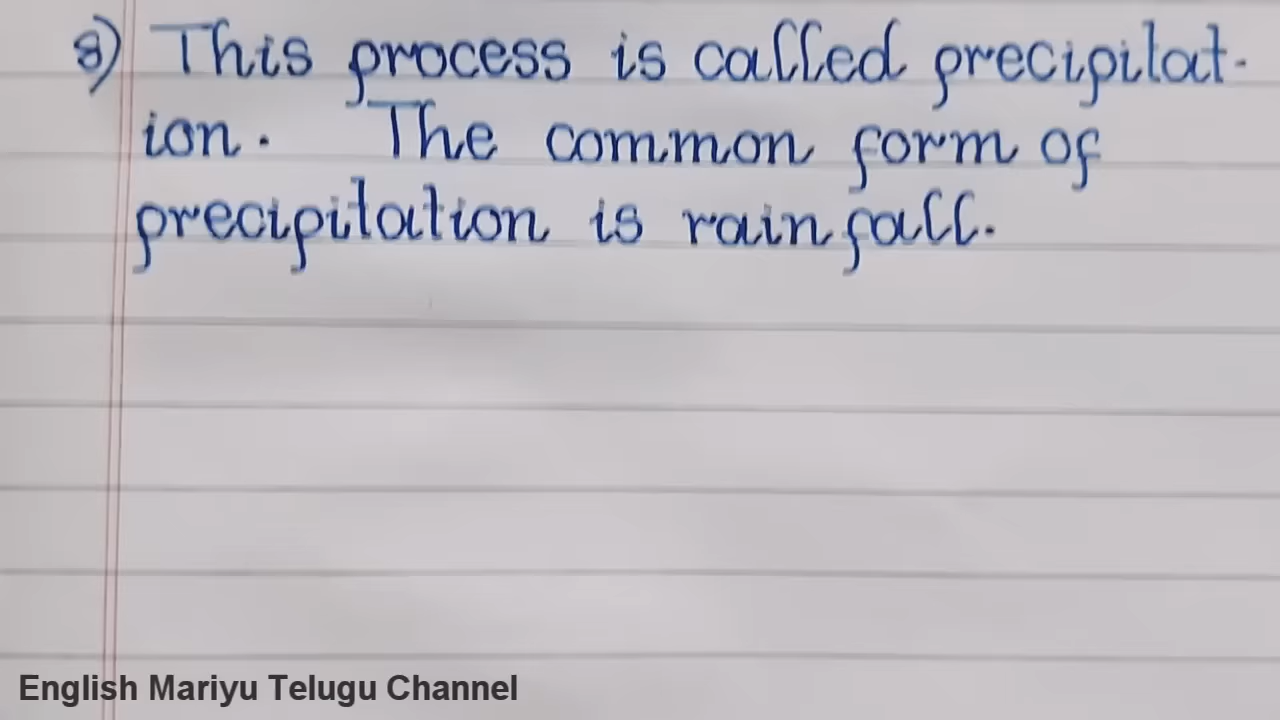 8) This process is called precipitat-
ion. The common form of
precipitation is rainfall.
English Mariyu Telugu Channel